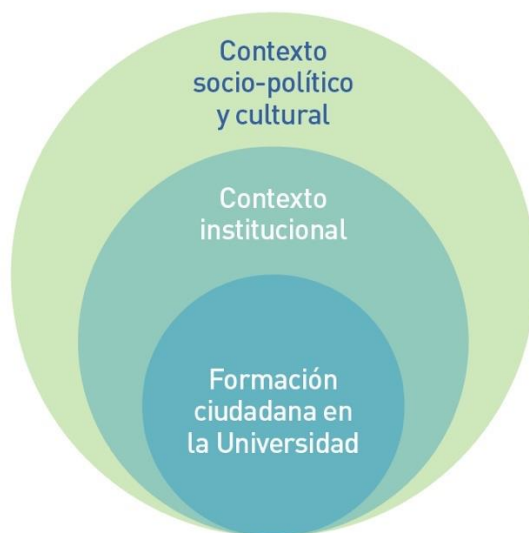 Contexto
socio-político
y cultural
Contexto
institucional
Formación
ciudadana en
la Universidad